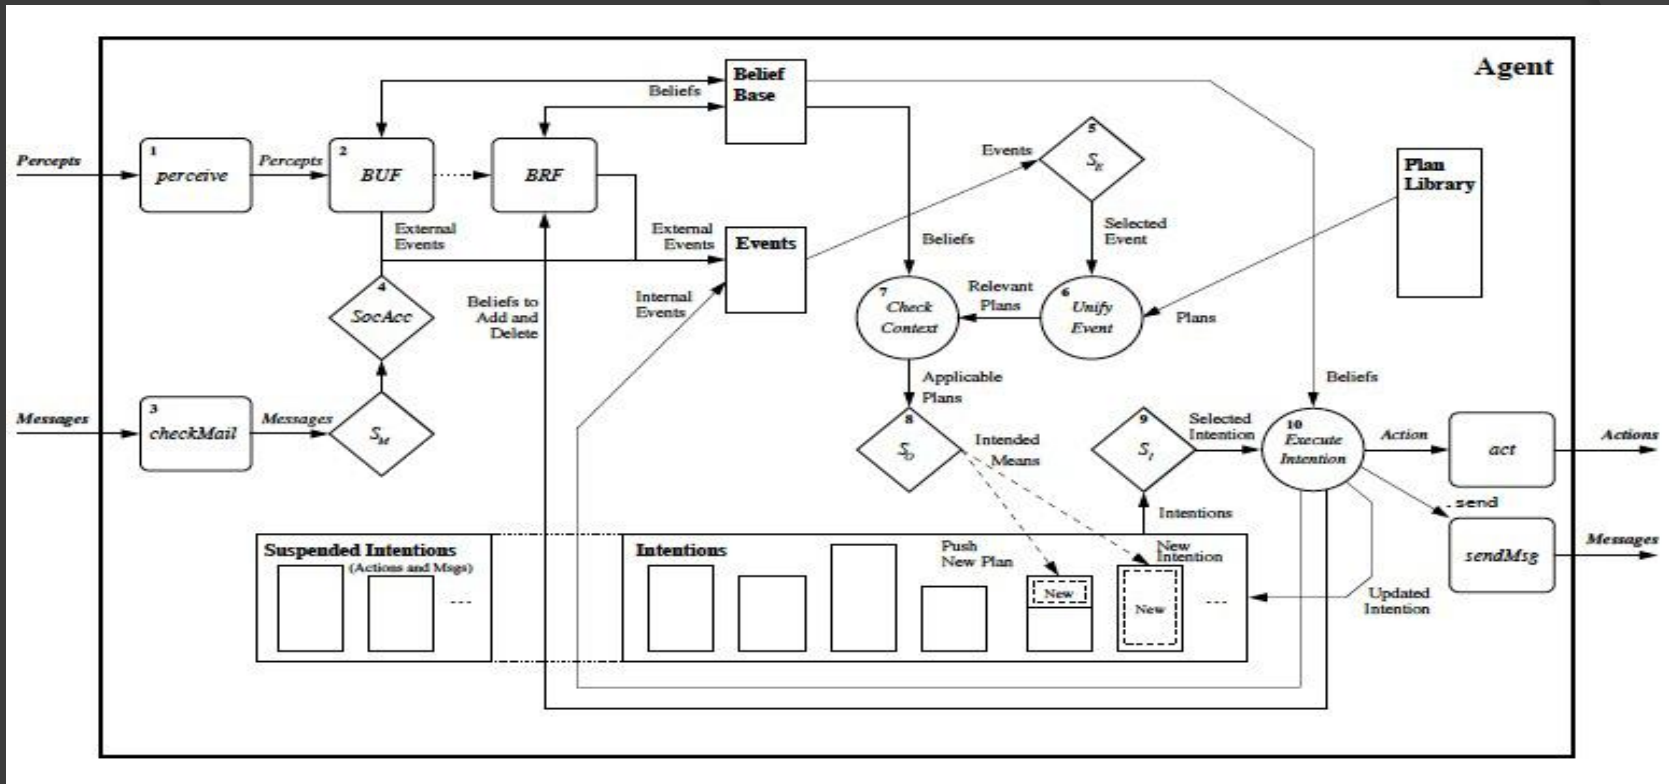 Agent
Belief
Base
Beliefs
Percepts
1
perceive
Percepts
2
BUF
BRF
Events
5
S_E
Plan
Library
External
Events
External
Events
Events
Selected
Event
Beliefs
4
SocAcc
Beliefs to
Add and
Delete
Internal
Events
7
Check
Context
Relevant
Plans
6
Unify
Event
Plans
Applicable
Plans
Beliefs
Messages
3
checkMail
Messages
S_M
8
S_O
Intended
Means
9
S_I
Selected
Intention
10
Execute
Intention
Action
act
Actions
.send
sendMsg
Messages
Intentions
Suspended Intentions
(Actions and Msgs)
...
Intentions
Push
New Plan
New
Intention
New
New
...
Updated
Intention